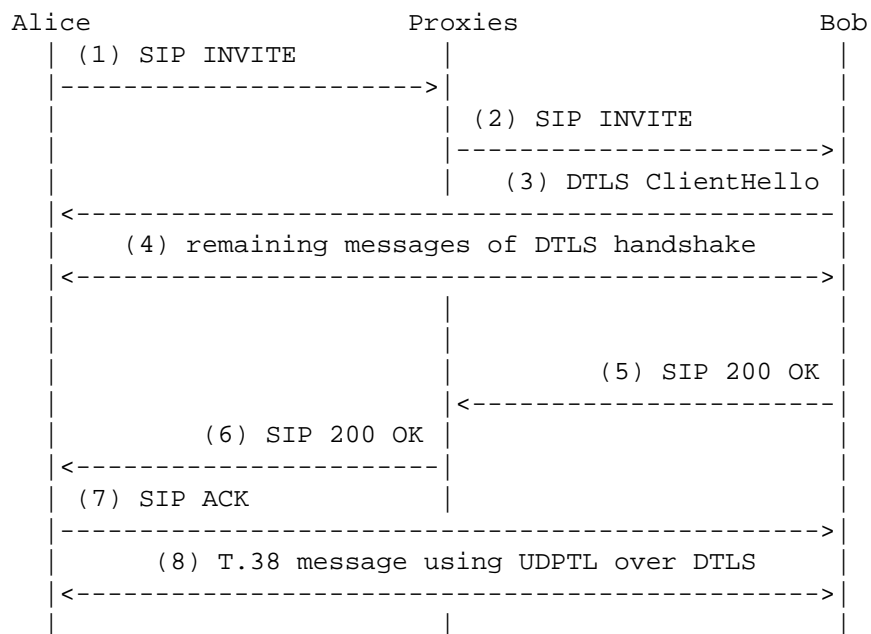 Alice Proxies Bob
(1) SIP INVITE
(2) SIP INVITE
(3) DTLS ClientHello
(4) remaining messages of DTLS handshake
(5) SIP 200 OK
(6) SIP 200 OK
(7) SIP ACK
(8) T.38 message using UDPTL over DTLS